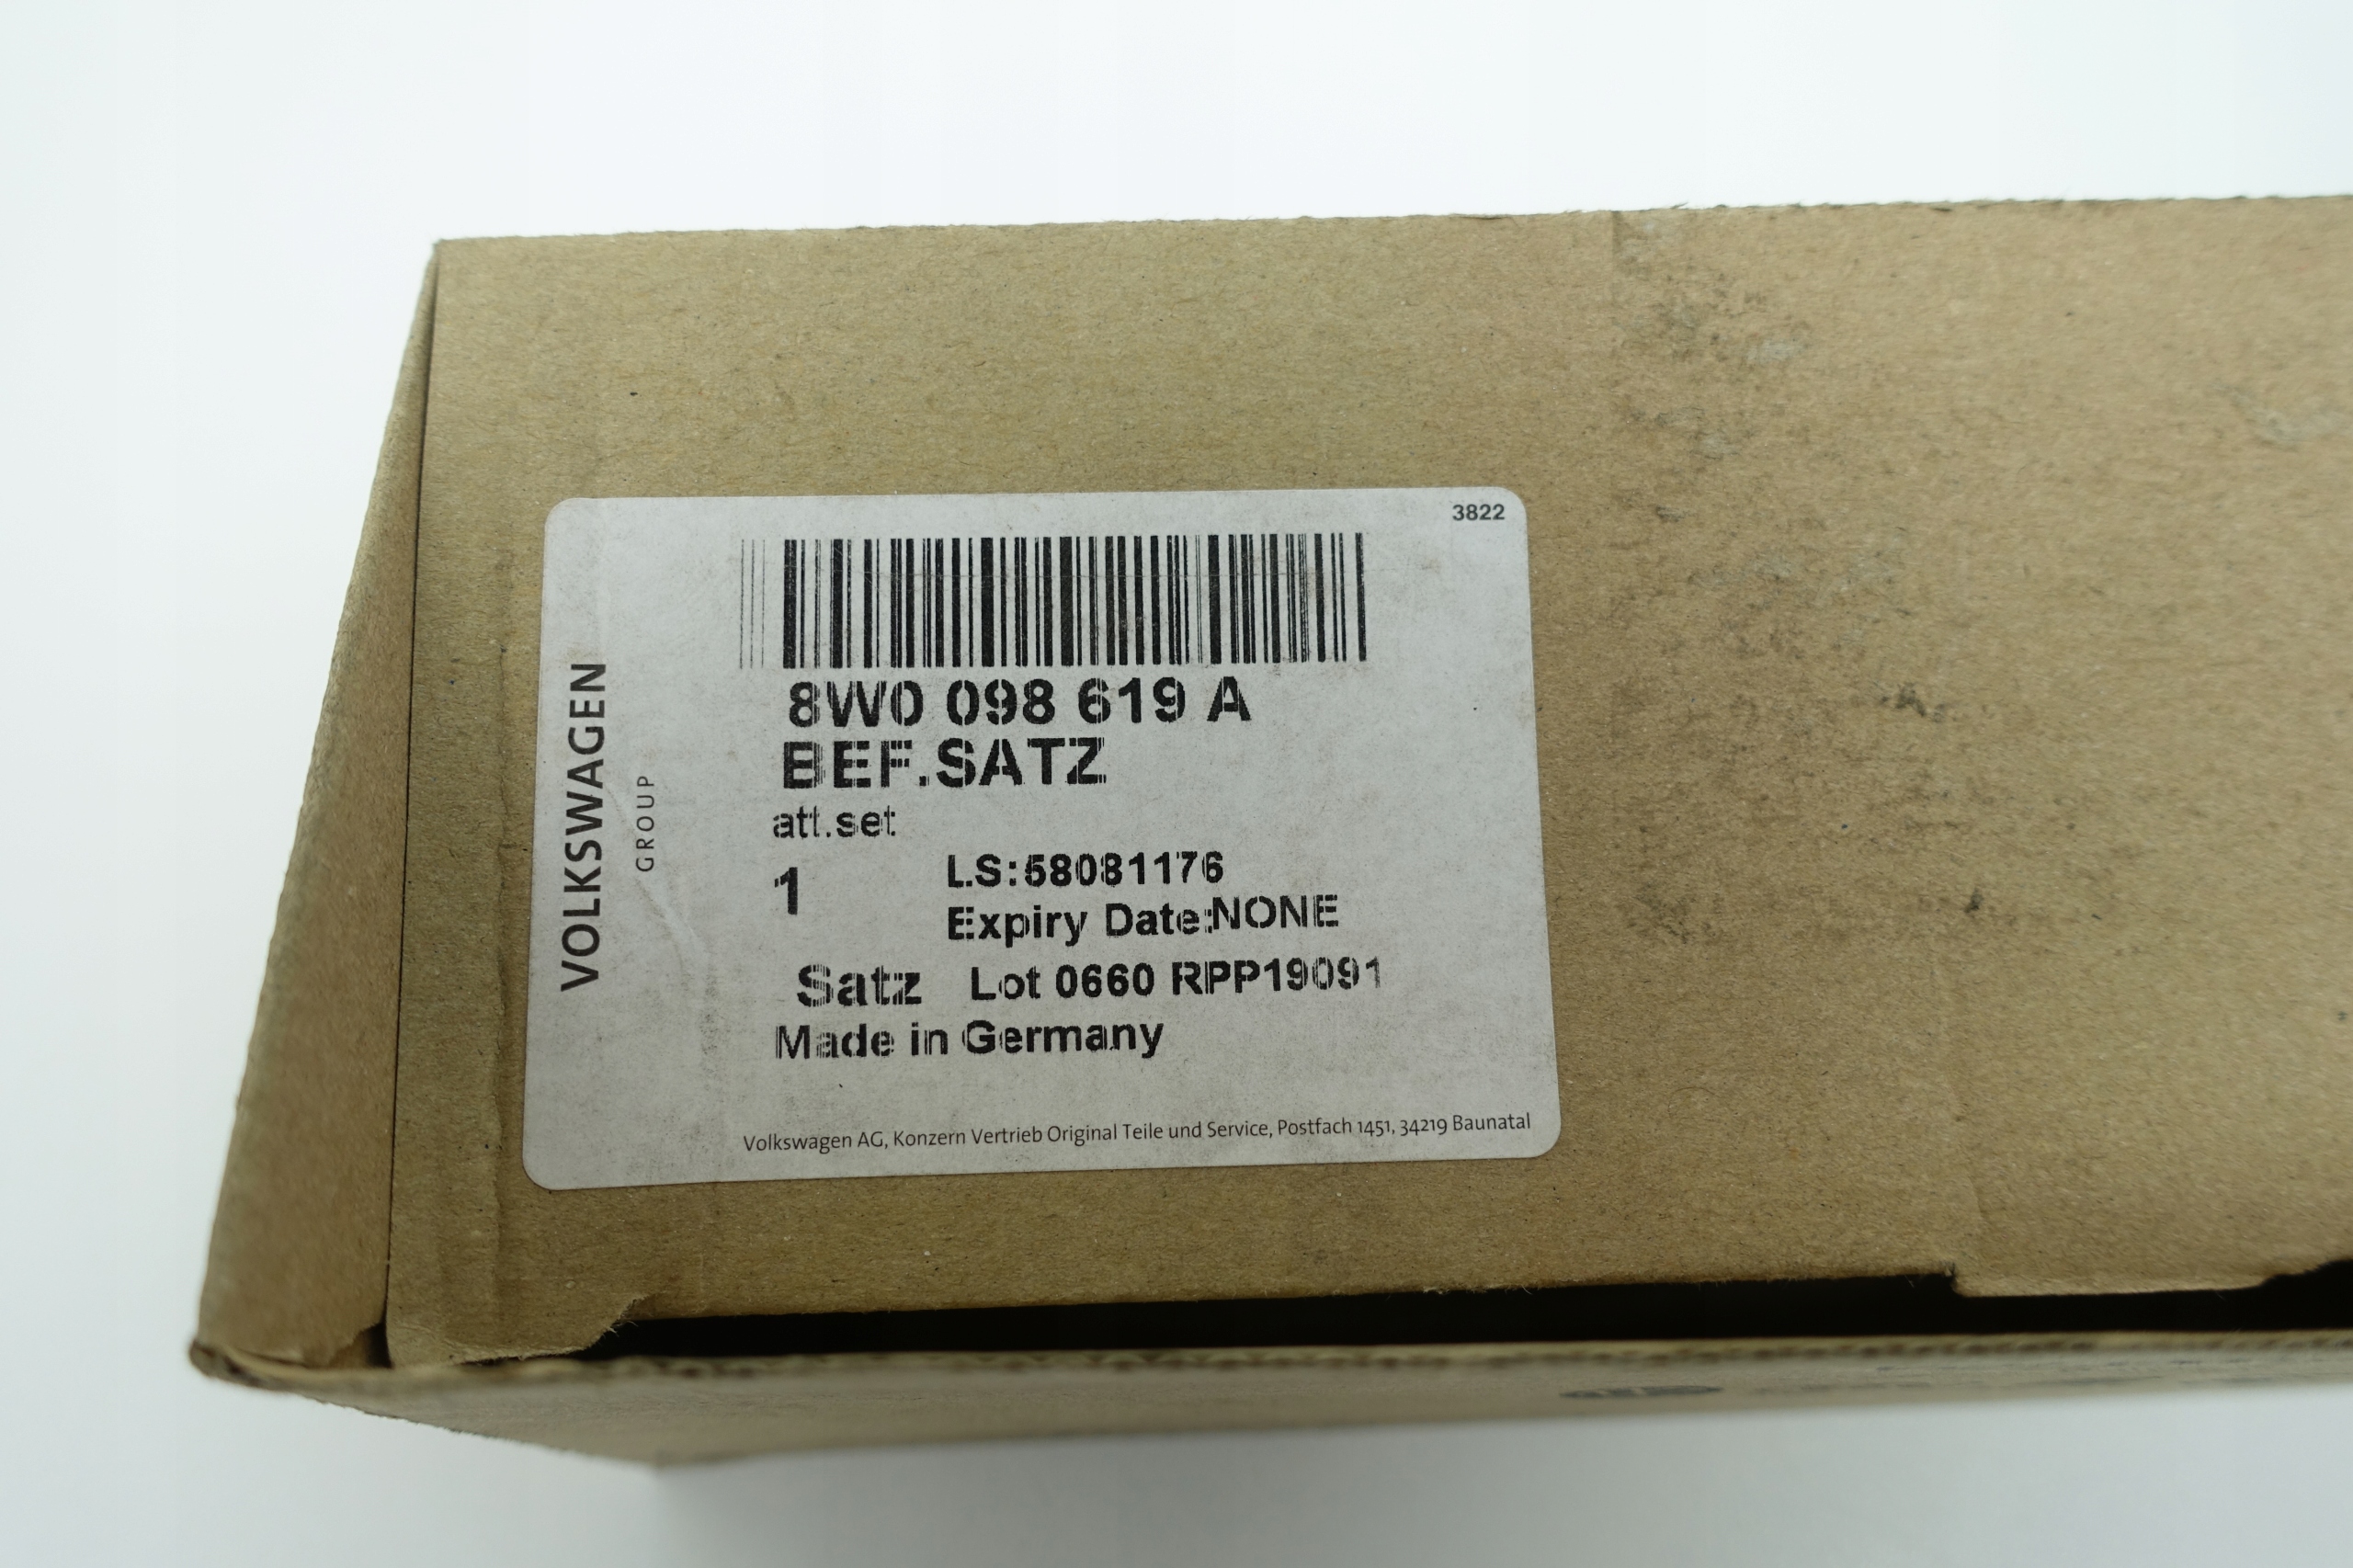 3822
VOLKSWAGEN
GROUP
8W0 098 619 A
BEF.SATZ
att.set
1
LS:58081176
Expiry Date:NONE
Satz Lot 0660 RPP19091
Made in Germany
Volkswagen AG, Konzern Vertrieb Original Teile und Service, Postfach 1451, 34219 Baunatal